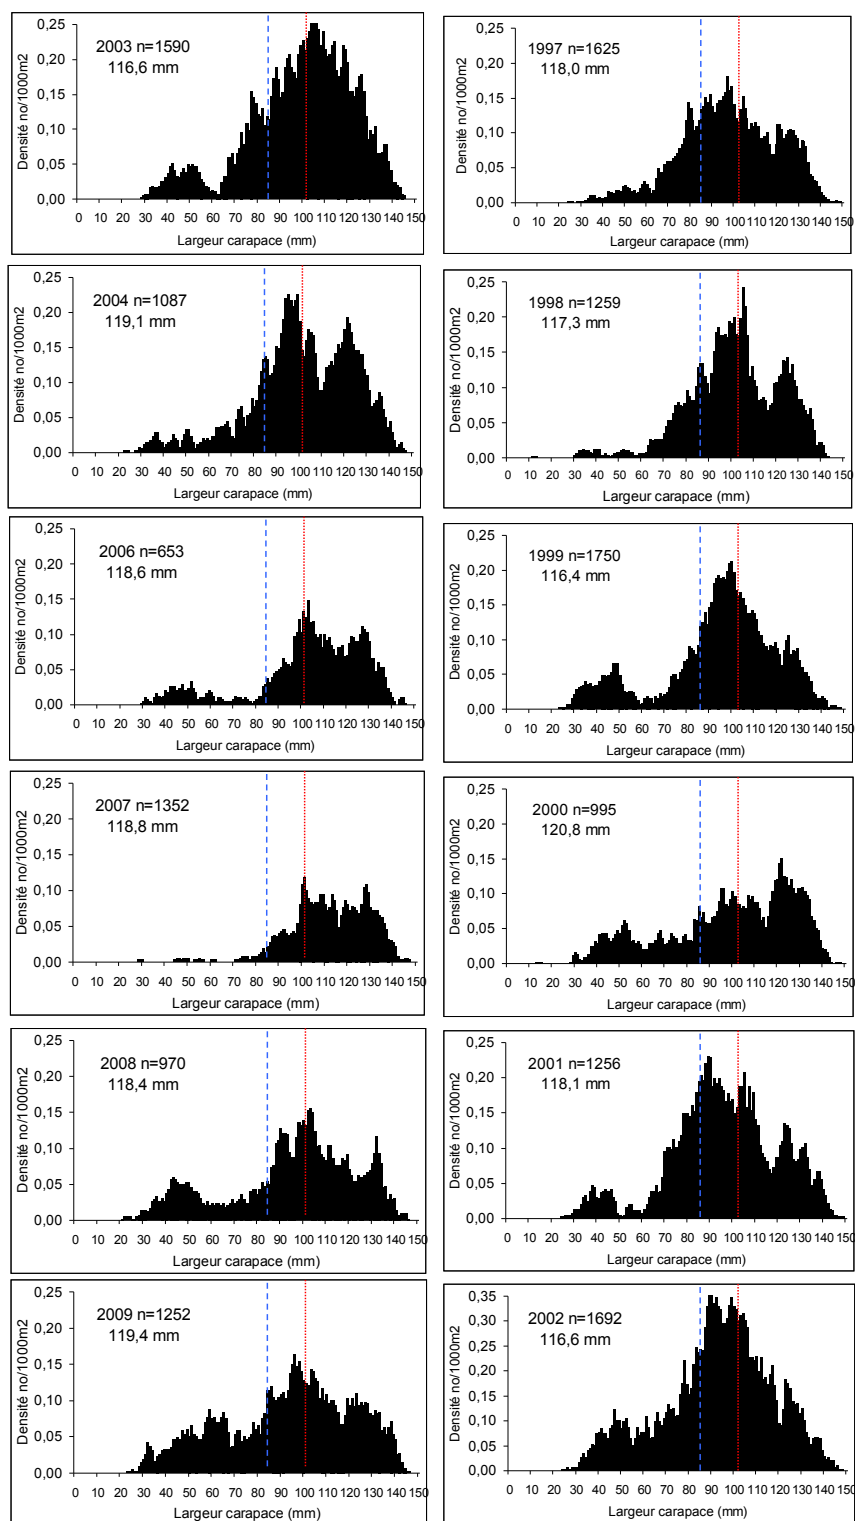 Densité no/1000m2
0,25
0,20
0,15
0,10
0,05
0,00
2003 n=1590
116,6 mm
0 10 20 30 40 50 60 70 80 90 100 110 120 130 140 150
Largeur carapace (mm)
Densité no/1000m2
0,25
0,20
0,15
0,10
0,05
0,00
1997 n=1625
118,0 mm
0 10 20 30 40 50 60 70 80 90 100 110 120 130 140 150
Largeur carapace (mm)
Densité no/1000m2
0,25
0,20
0,15
0,10
0,05
0,00
2004 n=1087
119,1 mm
0 10 20 30 40 50 60 70 80 90 100 110 120 130 140 150
Largeur carapace (mm)
Densité no/1000m2
0,25
0,20
0,15
0,10
0,05
0,00
1998 n=1259
117,3 mm
0 10 20 30 40 50 60 70 80 90 100 110 120 130 140 150
Largeur carapace (mm)
Densité no/1000m2
0,25
0,20
0,15
0,10
0,05
0,00
2006 n=653
118,6 mm
0 10 20 30 40 50 60 70 80 90 100 110 120 130 140 150
Largeur carapace (mm)
Densité no/1000m2
0,25
0,20
0,15
0,10
0,05
0,00
1999 n=1750
116,4 mm
0 10 20 30 40 50 60 70 80 90 100 110 120 130 140 150
Largeur carapace (mm)
Densité no/1000m2
0,25
0,20
0,15
0,10
0,05
0,00
2007 n=1352
118,8 mm
0 10 20 30 40 50 60 70 80 90 100 110 120 130 140 150
Largeur carapace (mm)
Densité no/1000m2
0,25
0,20
0,15
0,10
0,05
0,00
2000 n=995
120,8 mm
0 10 20 30 40 50 60 70 80 90 100 110 120 130 140 150
Largeur carapace (mm)
Densité no/1000m2
0,25
0,20
0,15
0,10
0,05
0,00
2008 n=970
118,4 mm
0 10 20 30 40 50 60 70 80 90 100 110 120 130 140 150
Largeur carapace (mm)
Densité no/1000m2
0,25
0,20
0,15
0,10
0,05
0,00
2001 n=1256
118,1 mm
0 10 20 30 40 50 60 70 80 90 100 110 120 130 140 150
Largeur carapace (mm)
Densité no/1000m2
0,25
0,20
0,15
0,10
0,05
0,00
2009 n=1252
119,4 mm
0 10 20 30 40 50 60 70 80 90 100 110 120 130 140 150
Largeur carapace (mm)
Densité no/1000m2
0,35
0,30
0,25
0,20
0,15
0,10
0,05
0,00
2002 n=1692
116,6 mm
0 10 20 30 40 50 60 70 80 90 100 110 120 130 140 150
Largeur carapace (mm)